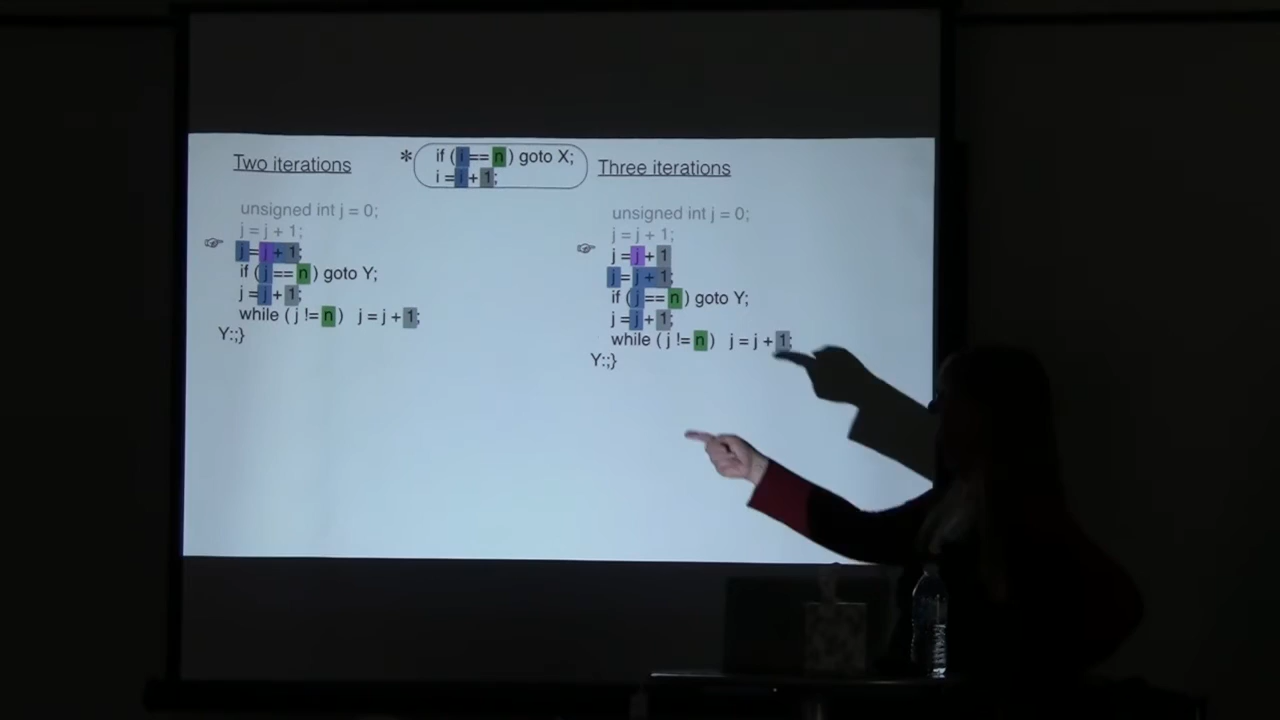 Two iterations
* if ( i == n ) goto X;
i = i + 1;
Three iterations
unsigned int j = 0;
j = j + 1;
☞ j = j + 1;
if ( j == n ) goto Y;
j = j + 1;
while ( j != n ) j = j + 1;
Y:;}
unsigned int j = 0;
j = j + 1;
☞ j = j + 1
j = j + 1;
if ( j == n ) goto Y;
j = j + 1;
while ( j != n ) j = j + 1;
Y:;}